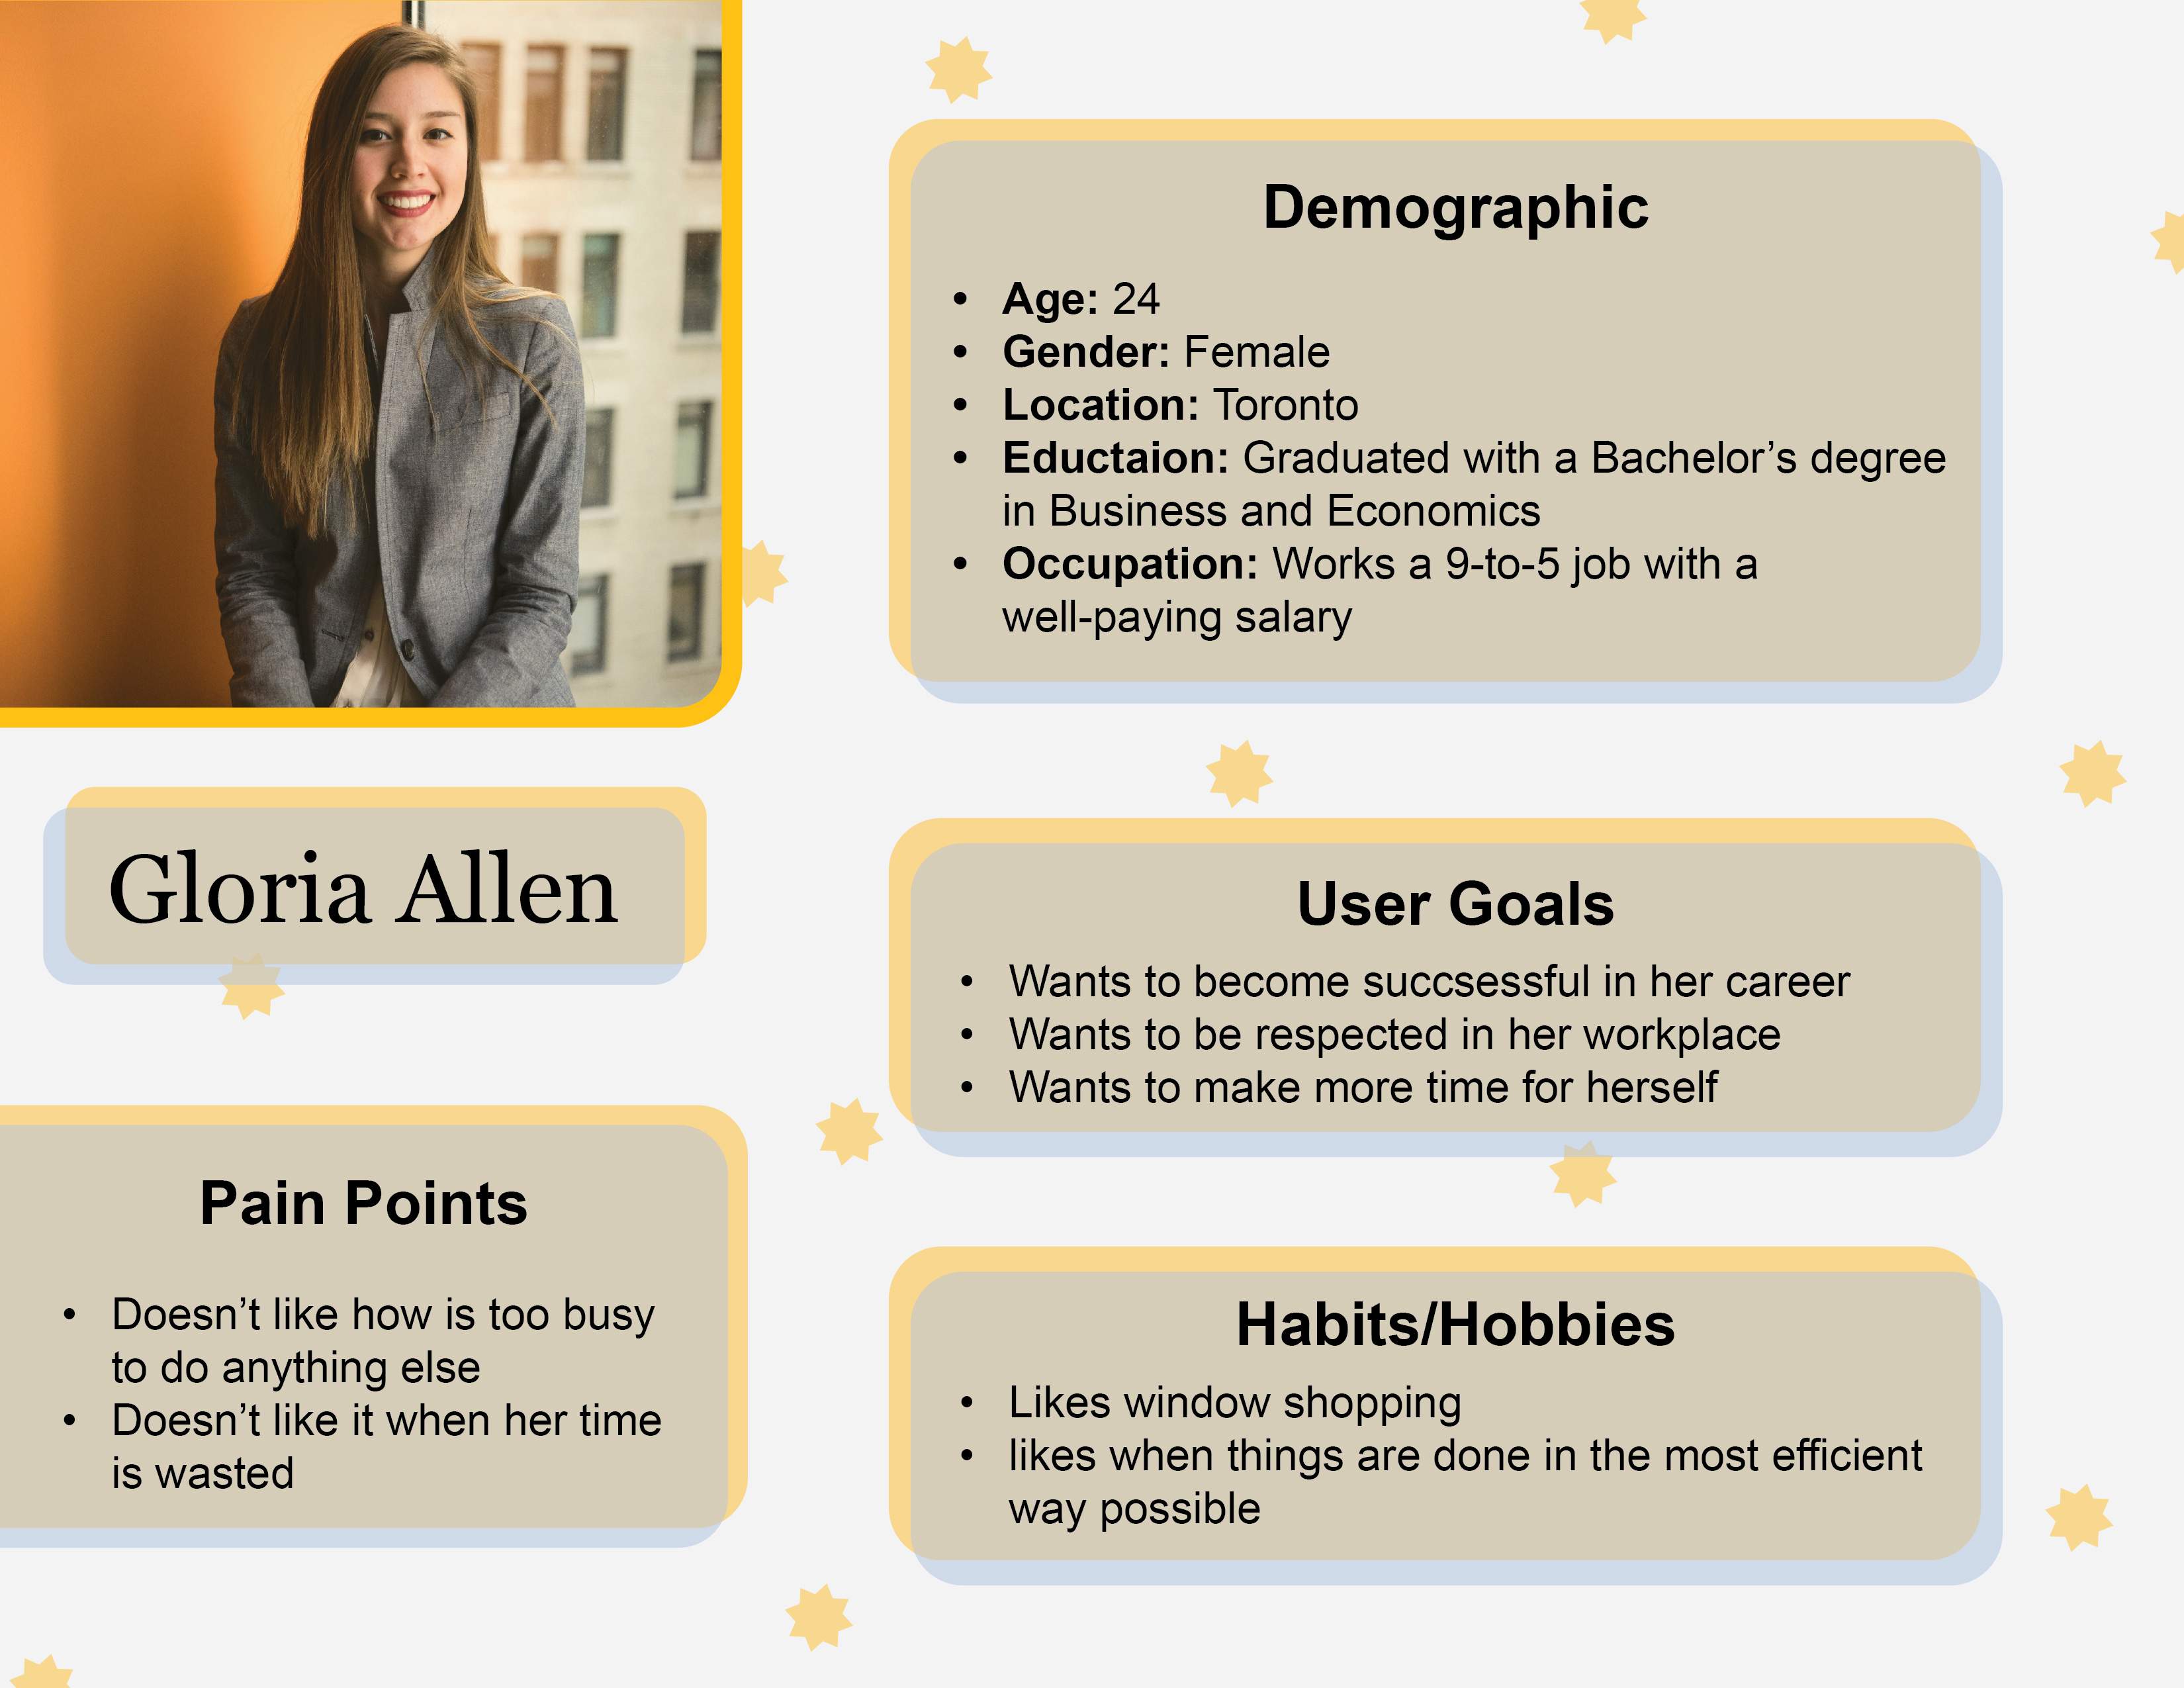 Gloria Allen
Pain Points
• Doesn’t like how is too busy
to do anything else
• Doesn’t like it when her time
is wasted
Demographic
• Age: 24
• Gender: Female
• Location: Toronto
• Eductaion: Graduated with a Bachelor’s degree
in Business and Economics
• Occupation: Works a 9-to-5 job with a
well-paying salary
User Goals
• Wants to become succsessful in her career
• Wants to be respected in her workplace
• Wants to make more time for herself
Habits/Hobbies
• Likes window shopping
• likes when things are done in the most efficient
way possible